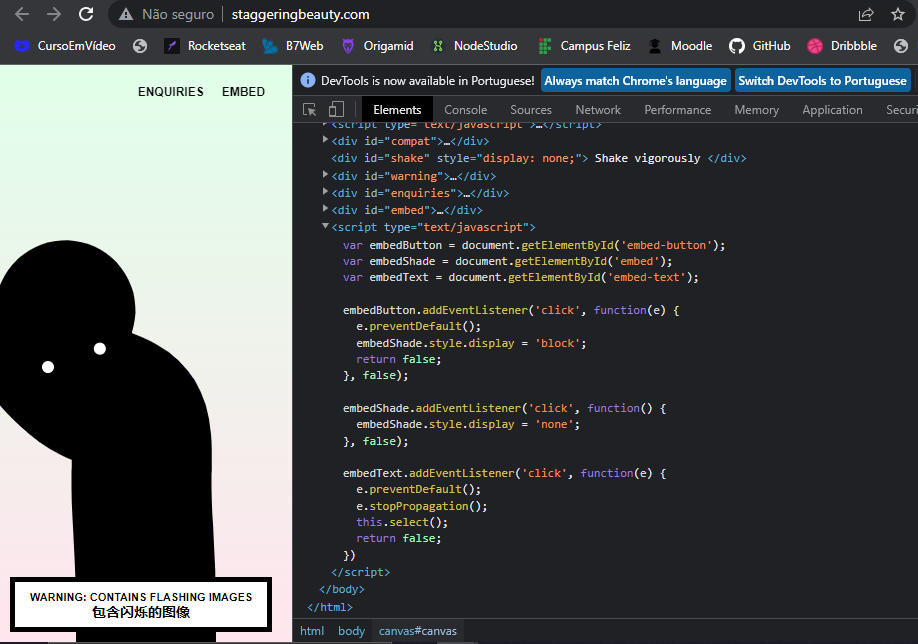 Não seguro
staggeringbeauty.com
CursoEmVídeo
Rocketseat
B7Web
Origamid
NodeStudio
Campus Feliz
Moodle
GitHub
Dribbble
ENQUIRIES EMBED
WARNING: CONTAINS FLASHING IMAGES
包含闪烁的图像
DevTools is now available in Portuguese! Always match Chrome's language Switch DevTools to Portuguese
Elements Console Sources Network Performance Memory Application Securi
<script type="text/javascript">…</script>
<div id="compat">…</div>
<div id="shake" style="display: none;"> Shake vigorously </div>
<div id="warning">…</div>
<div id="enquiries">…</div>
<div id="embed">…</div>
<script type="text/javascript">
var embedButton = document.getElementById('embed-button');
var embedShade = document.getElementById('embed');
var embedText = document.getElementById('embed-text');
embedButton.addEventListener('click', function(e) {
e.preventDefault();
embedShade.style.display = 'block';
return false;
}, false);
embedShade.addEventListener('click', function() {
embedShade.style.display = 'none';
}, false);
embedText.addEventListener('click', function(e) {
e.preventDefault();
e.stopPropagation();
this.select();
return false;
})
</script>
</body>
</html>
html body canvas#canvas